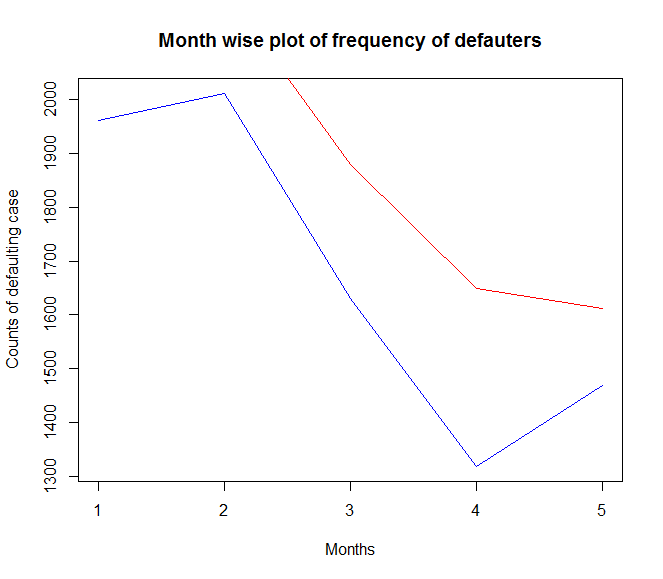 Month wise plot of frequency of defauters
Counts of defaulting case
2000
1900
1800
1700
1600
1500
1400
1300
1 2 3 4 5
Months